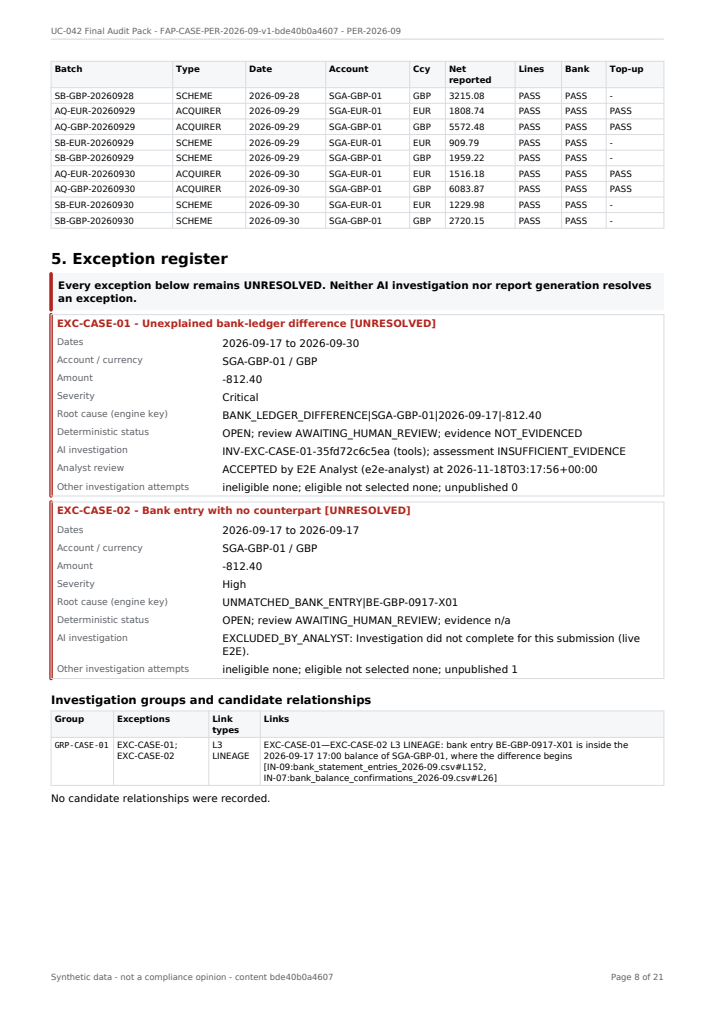 UC-042 Final Audit Pack - FAP-CASE-PER-2026-09-v1-bde40b0a4607 - PER-2026-09
Batch Type Date Account Ccy Net reported Lines Bank Top-up
SB-GBP-20260928 SCHEME 2026-09-28 SGA-GBP-01 GBP 3215.08 PASS PASS -
AQ-EUR-20260929 ACQUIRER 2026-09-29 SGA-EUR-01 EUR 1808.74 PASS PASS PASS
AQ-GBP-20260929 ACQUIRER 2026-09-29 SGA-GBP-01 GBP 5572.48 PASS PASS PASS
SB-EUR-20260929 SCHEME 2026-09-29 SGA-EUR-01 EUR 909.79 PASS PASS -
SB-GBP-20260929 SCHEME 2026-09-29 SGA-GBP-01 GBP 1959.22 PASS PASS -
AQ-EUR-20260930 ACQUIRER 2026-09-30 SGA-EUR-01 EUR 1516.18 PASS PASS PASS
AQ-GBP-20260930 ACQUIRER 2026-09-30 SGA-GBP-01 GBP 6083.87 PASS PASS PASS
SB-EUR-20260930 SCHEME 2026-09-30 SGA-EUR-01 EUR 1229.98 PASS PASS -
SB-GBP-20260930 SCHEME 2026-09-30 SGA-GBP-01 GBP 2720.15 PASS PASS -
5. Exception register
Every exception below remains UNRESOLVED. Neither AI investigation nor report generation resolves
an exception.
EXC-CASE-01 - Unexplained bank-ledger difference [UNRESOLVED]
Dates 2026-09-17 to 2026-09-30
Account / currency SGA-GBP-01 / GBP
Amount -812.40
Severity Critical
Root cause (engine key) BANK_LEDGER_DIFFERENCE|SGA-GBP-01|2026-09-17|-812.40
Deterministic status OPEN; review AWAITING_HUMAN_REVIEW; evidence NOT_EVIDENCED
AI investigation INV-EXC-CASE-01-35fd72c6c5ea (tools); assessment INSUFFICIENT_EVIDENCE
Analyst review ACCEPTED by E2E Analyst (e2e-analyst) at 2026-11-18T03:17:56+00:00
Other investigation attempts ineligible none; eligible not selected none; unpublished 0
EXC-CASE-02 - Bank entry with no counterpart [UNRESOLVED]
Dates 2026-09-17 to 2026-09-17
Account / currency SGA-GBP-01 / GBP
Amount -812.40
Severity High
Root cause (engine key) UNMATCHED_BANK_ENTRY|BE-GBP-0917-X01
Deterministic status OPEN; review AWAITING_HUMAN_REVIEW; evidence n/a
AI investigation EXCLUDED_BY_ANALYST: Investigation did not complete for this submission (live
E2E).
Other investigation attempts ineligible none; eligible not selected none; unpublished 1
Investigation groups and candidate relationships
Group Exceptions Link types Links
GRP-CASE-01 EXC-CASE-01; L3 EXC-CASE-01—EXC-CASE-02 L3 LINEAGE: bank entry BE-GBP-0917-X01 is inside the
EXC-CASE-02 LINEAGE 2026-09-17 17:00 balance of SGA-GBP-01, where the difference begins
[IN-09:bank_statement_entries_2026-09.csv#L152,
IN-07:bank_balance_confirmations_2026-09.csv#L26]
No candidate relationships were recorded.
Synthetic data - not a compliance opinion - content bde40b0a4607 Page 8 of 21